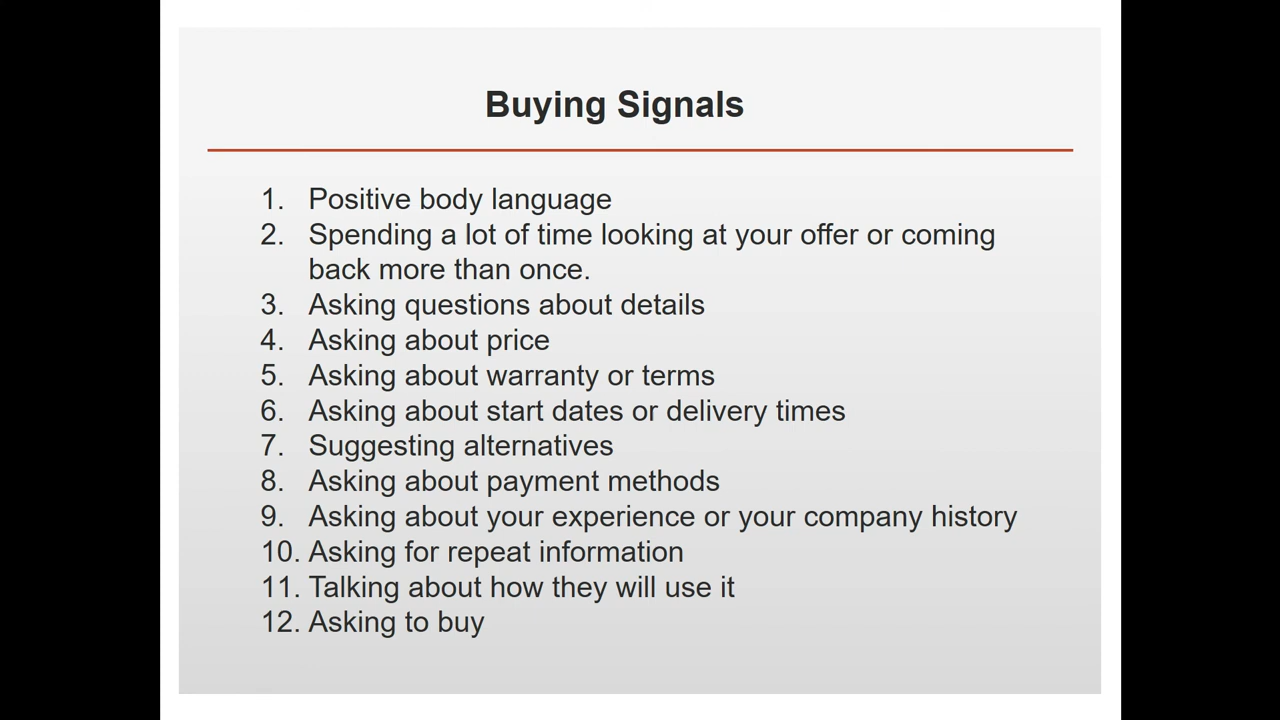 Buying Signals
1. Positive body language
2. Spending a lot of time looking at your offer or coming
back more than once.
3. Asking questions about details
4. Asking about price
5. Asking about warranty or terms
6. Asking about start dates or delivery times
7. Suggesting alternatives
8. Asking about payment methods
9. Asking about your experience or your company history
10. Asking for repeat information
11. Talking about how they will use it
12. Asking to buy